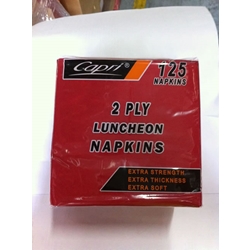 Capri
125
NAPKINS
2 PLY
LUNCHEON
NAPKINS
EXTRA STRENGTH
EXTRA THICKNESS
EXTRA SOFT